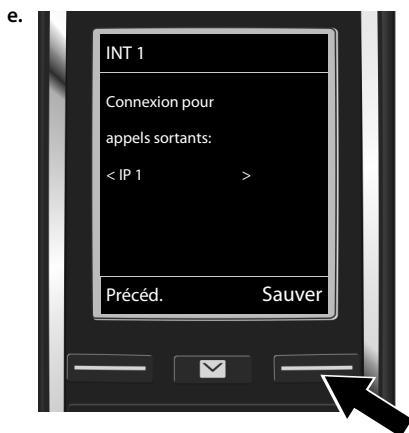 e.
INT 1
Connexion pour
appels sortants:
< IP 1 >
Précéd. Sauver